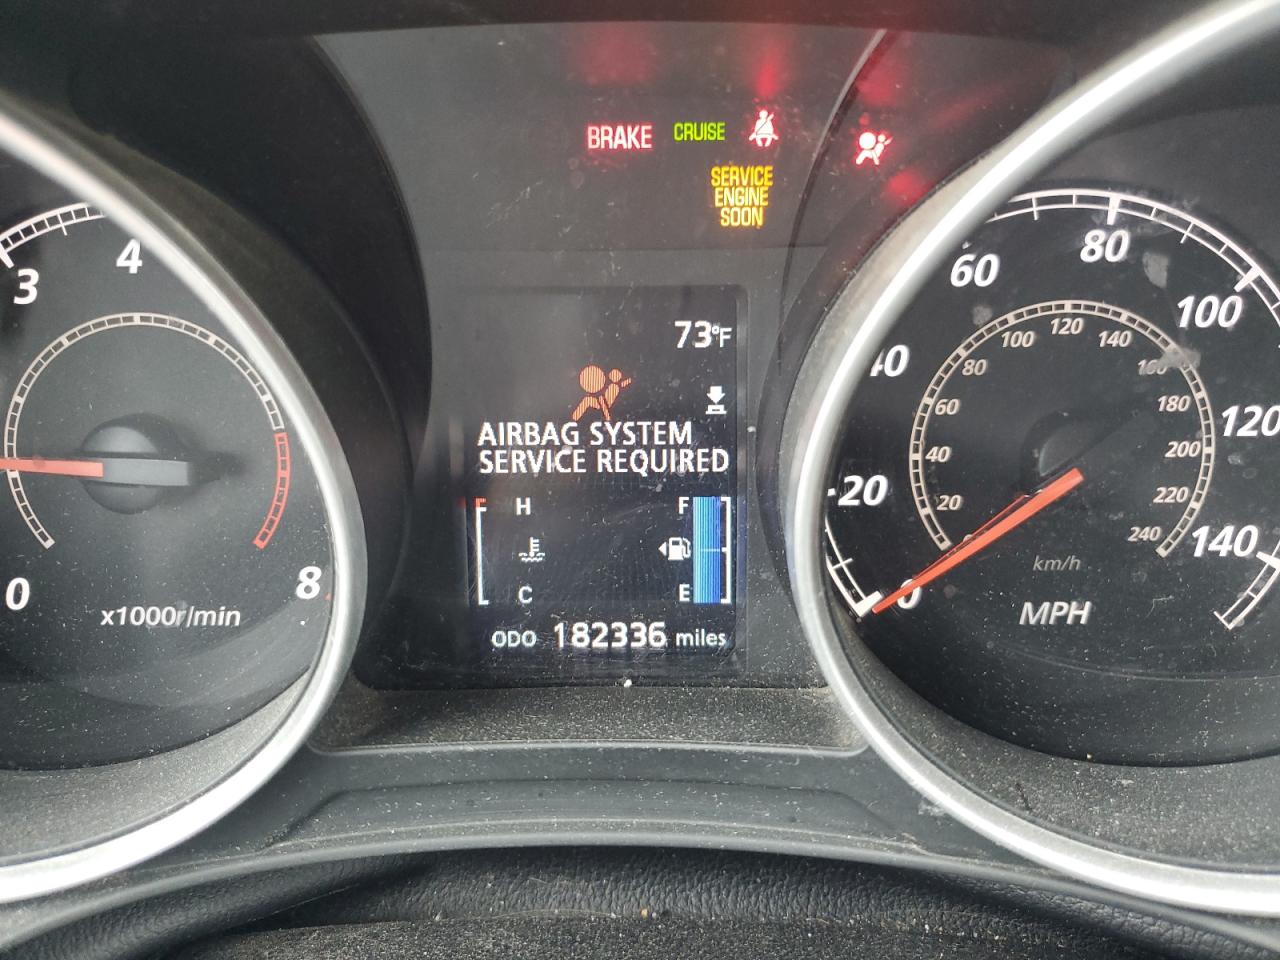 BRAKE CRUISE
SERVICE
ENGINE
SOON
3
4
0
8
x1000r/min
73°F
AIRBAG SYSTEM
SERVICE REQUIRED
H
F
C
E
ODO 182336 miles
0
20
40
60
80
100
120
140
20
40
60
80
100
120
140
160
180
200
220
240
km/h
MPH